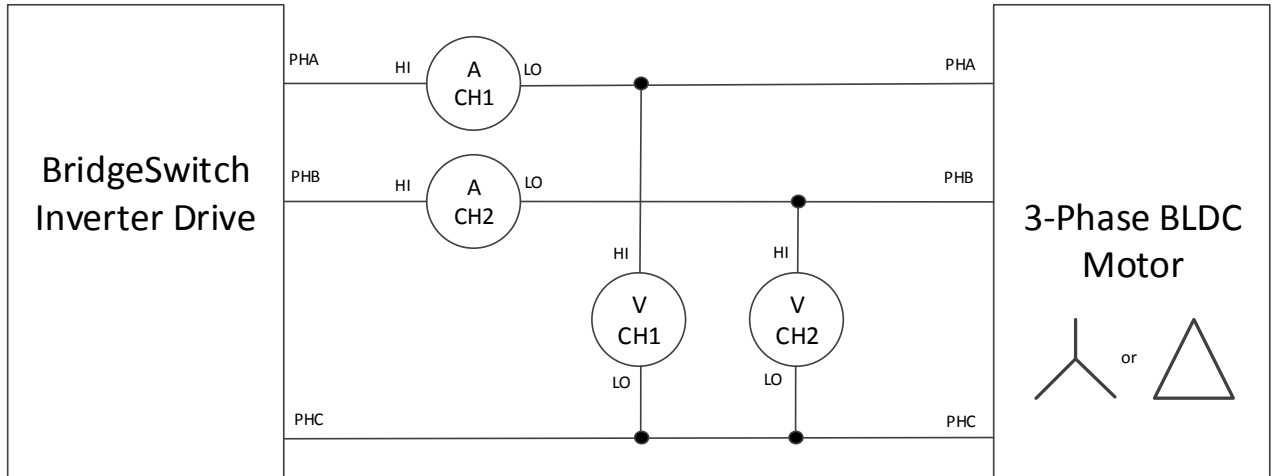 BridgeSwitch
Inverter Drive
PHA
HI
A
CH1
LO
PHA
PHB
HI
A
CH2
LO
PHB
HI
V
CH1
LO
HI
V
CH2
LO
PHC
PHC
3-Phase BLDC
Motor
or